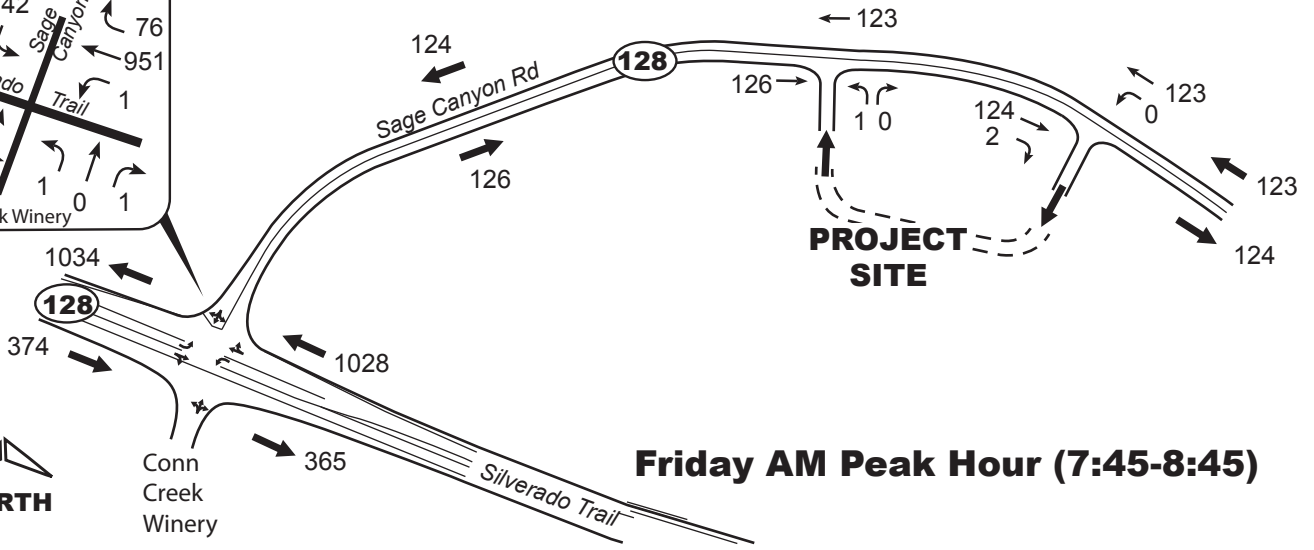 42
Sage
Canyon
76
951
1
Trail
1
0
1
Winery
124
Sage Canyon Rd
128
126
123
126
1 0
124
2
123
0
123
124
PROJECT
SITE
1034
128
374
1028
365
Conn
Creek
Winery
Silverado Trail
Friday AM Peak Hour (7:45-8:45)